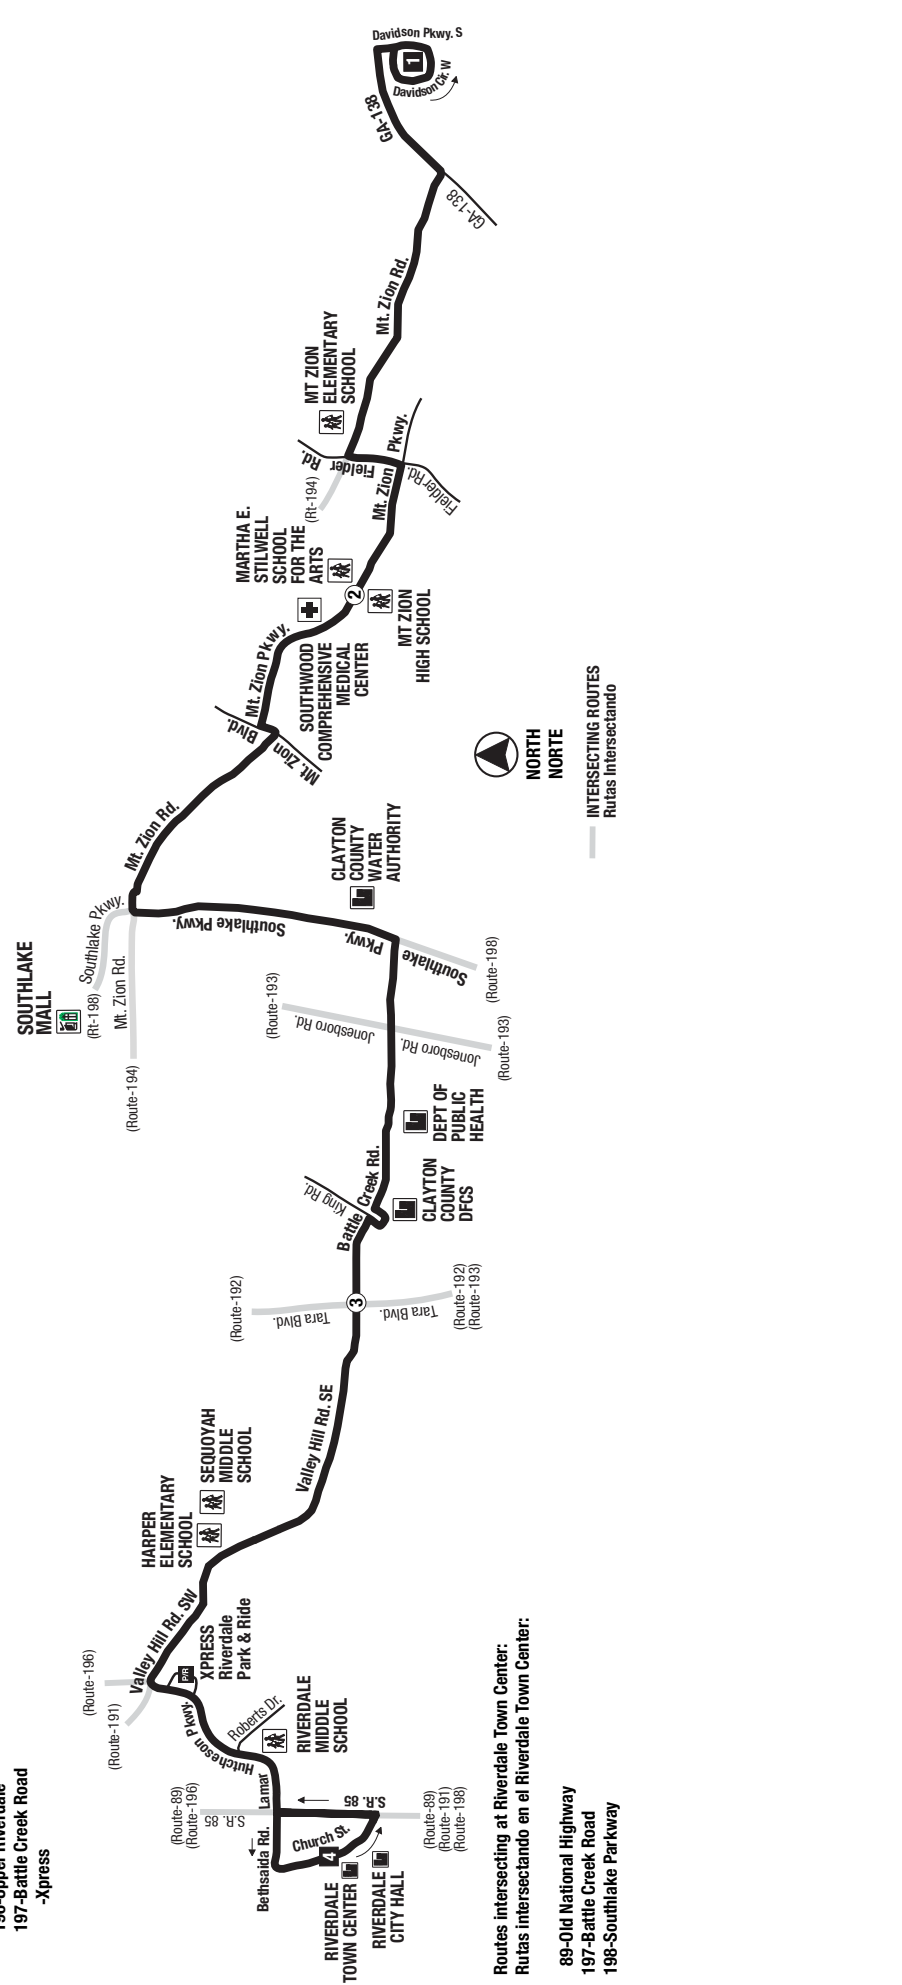 Davidson Pkwy. S
1
Davidson Cir. W
GA-138
GA-138
Mt. Zion Rd.
MT ZION
ELEMENTARY
SCHOOL
Fielder
Rd.
(Rt-194)
Mt. Zion
Pkwy.
Fielder Rd.
MARTHA E.
STILWELL
SCHOOL
FOR THE
ARTS
2
MT ZION
HIGH SCHOOL
SOUTHWOOD
COMPREHENSIVE
MEDICAL
CENTER
Mt. Zion Pkwy.
Mt. Zion
Blvd.
Mt. Zion Rd.
NORTH
NORTE
INTERSECTING ROUTES
Rutas Intersectando
CLAYTON
COUNTY
WATER
AUTHORITY
Southlake Pkwy.
Southlake Pkwy.
SOUTHLAKE
MALL
(Rt-198)
Mt. Zion Rd.
(Route-194)
Southlake
Pkwy.
(Route-198)
(Route-193)
Jonesboro Rd.
Jonesboro Rd.
(Route-193)
DEPT OF
PUBLIC
HEALTH
Battle Creek Rd.
King Rd.
CLAYTON
COUNTY
DFCS
(Route-192)
Tara Blvd.
3
Tara Blvd.
(Route-192)
(Route-193)
Valley Hill Rd. SE
SEQUOYAH
MIDDLE
SCHOOL
HARPER
ELEMENTARY
SCHOOL
Valley Hill Rd. SW
P/R
XPRESS
Riverdale
Park & Ride
(Route-196)
(Route-191)
Hutcheson Pkwy.
Roberts Dr.
RIVERDALE
MIDDLE
SCHOOL
Lamar
(Route-89)
(Route-196)
S.R. 85
S.R. 85
(Route-89)
(Route-191)
(Route-198)
Bethsaida Rd.
Church St.
4
RIVERDALE
TOWN CENTER
RIVERDALE
CITY HALL
197-Battle Creek Road
-Xpress
Routes intersecting at Riverdale Town Center:
Rutas intersectando en el Riverdale Town Center:
89-Old National Highway
197-Battle Creek Road
198-Southlake Parkway